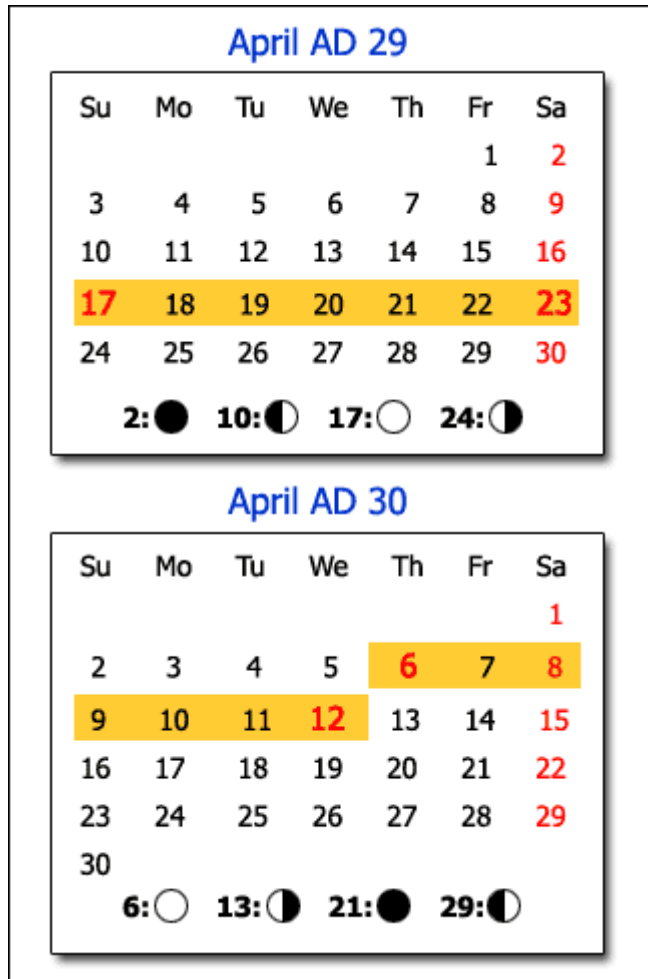 April AD 29
Su Mo Tu We Th Fr Sa
1 2
3 4 5 6 7 8 9
10 11 12 13 14 15 16
17 18 19 20 21 22 23
24 25 26 27 28 29 30
2: 10: 17: 24:
April AD 30
Su Mo Tu We Th Fr Sa
1
2 3 4 5 6 7 8
9 10 11 12 13 14 15
16 17 18 19 20 21 22
23 24 25 26 27 28 29
30
6: 13: 21: 29: